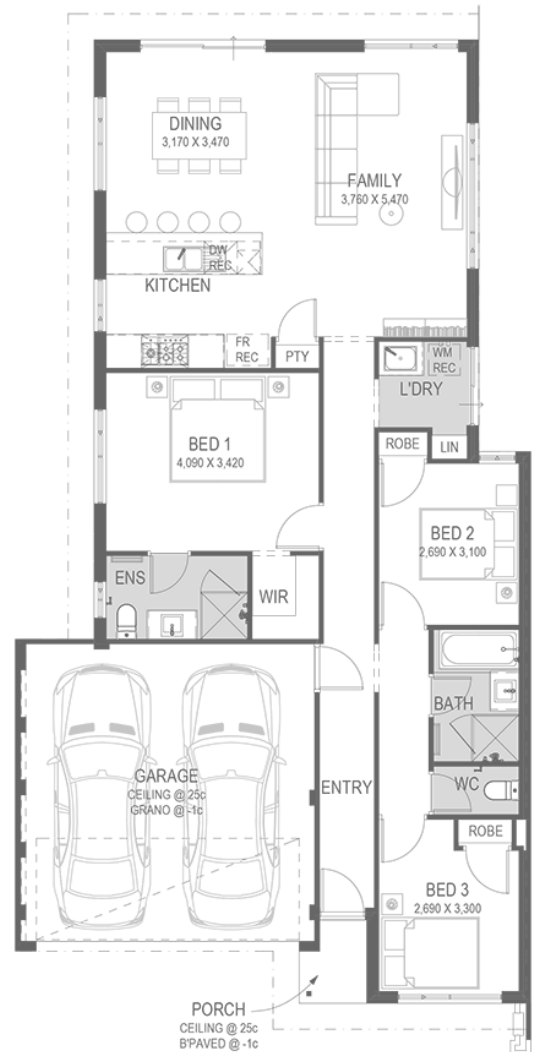 DINING
3,170 X 3,470
FAMILY
3,760 X 5,470
DW
REC
KITCHEN
FR
REC
PTY
WM
REC
L'DRY
ROBE
LIN
BED 1
4,090 X 3,420
BED 2
2,690 X 3,100
ENS
WIR
BATH
WC
GARAGE
CEILING @ 25c
GRANO @ -1c
ENTRY
ROBE
BED 3
2,690 X 3,300
PORCH
CEILING @ 25c
B'PAVED @ -1c